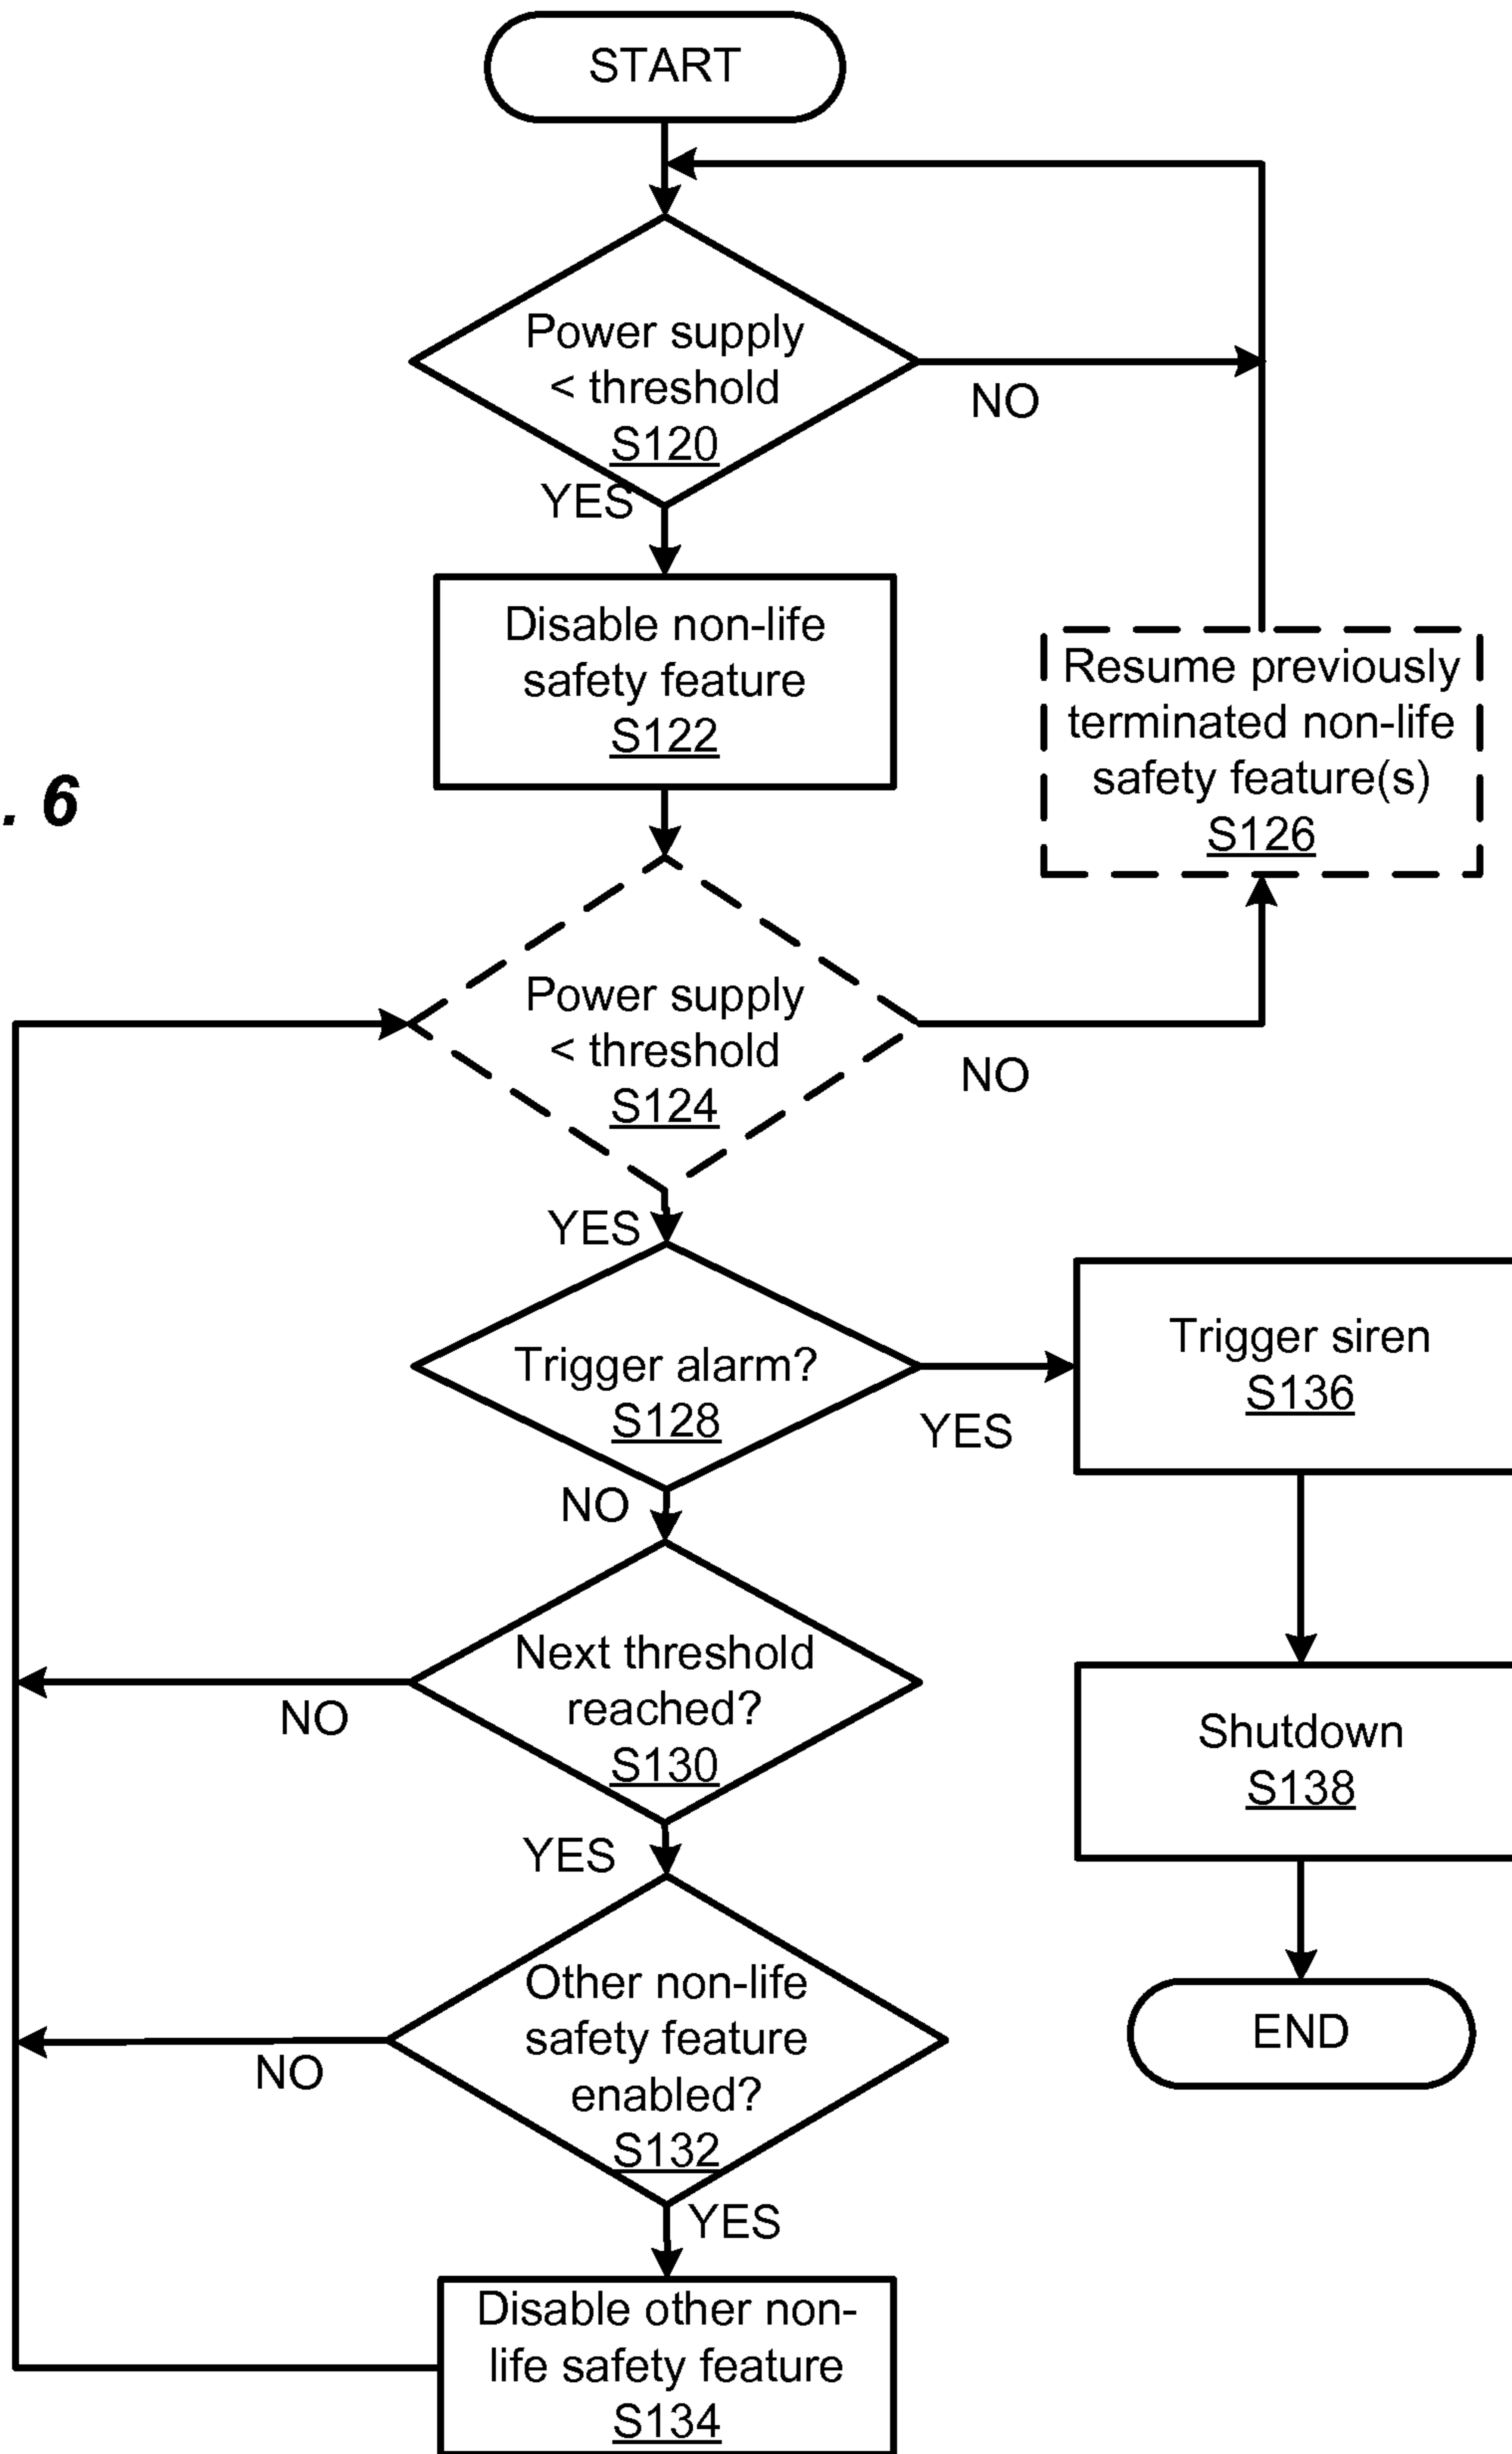 START
Power supply
< threshold
S120
NO
YES
Disable non-life
safety feature
S122
Resume previously
terminated non-life
safety feature(s)
S126
. 6
Power supply
< threshold
S124
NO
YES
Trigger alarm?
S128
YES
Trigger siren
S136
NO
Next threshold
reached?
S130
NO
Shutdown
S138
YES
Other non-life
safety feature
enabled?
S132
NO
END
YES
Disable other non-
life safety feature
S134